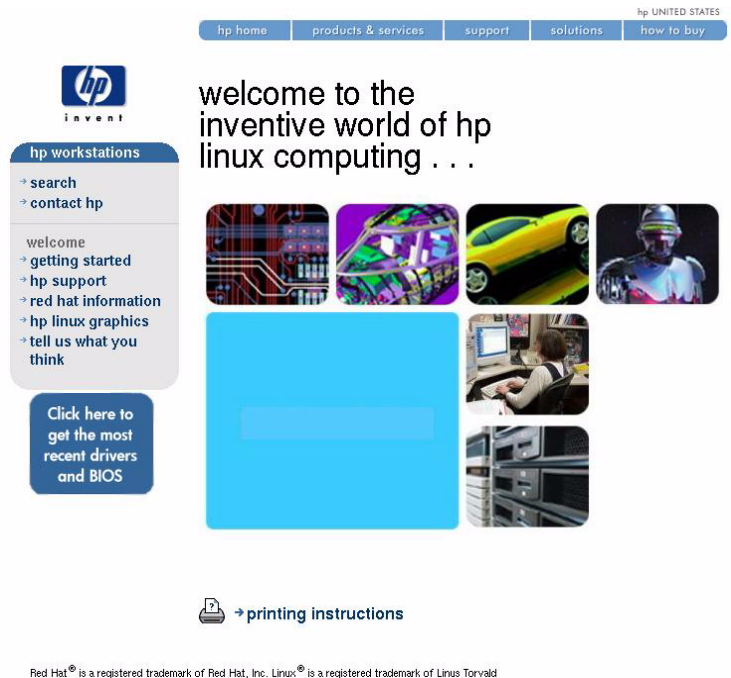 hp UNITED STATES
hp home
products & services
support
solutions
how to buy
hp
invent
welcome to the
inventive world of hp
linux computing . . .
hp workstations
search
contact hp
welcome
getting started
hp support
red hat information
hp linux graphics
tell us what you
think
Click here to
get the most
recent drivers
and BIOS
?
printing instructions
Red Hat® is a registered trademark of Red Hat, Inc. Linux® is a registered trademark of Linus Torvald